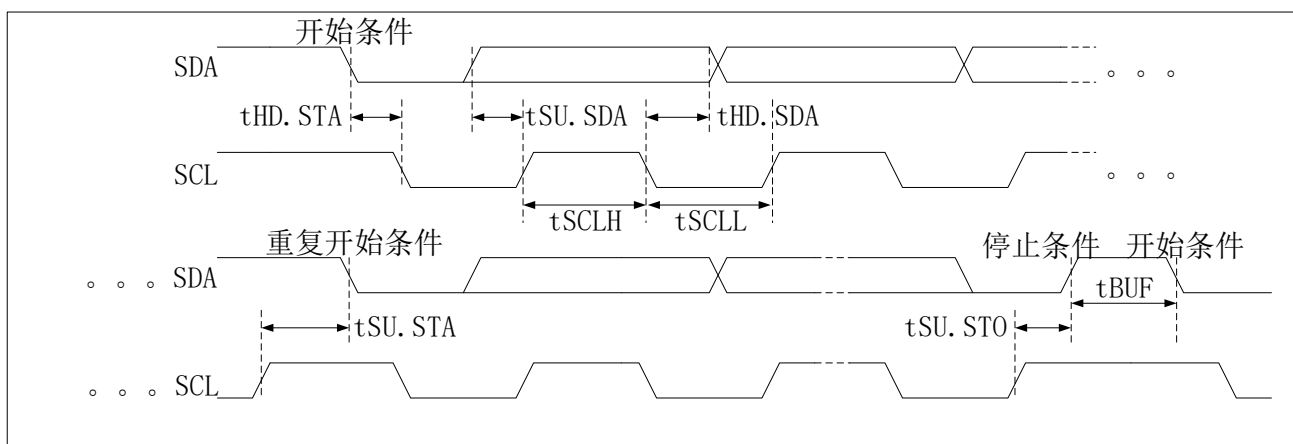 开始条件
SDA
。。。
tHD.STA tSU.SDA tHD.SDA
SCL
。。。
tSCLH tSCLL
重复开始条件 停止条件 开始条件
。。。SDA
tBUF
tSU.STA tSU.STO
。。。SCL